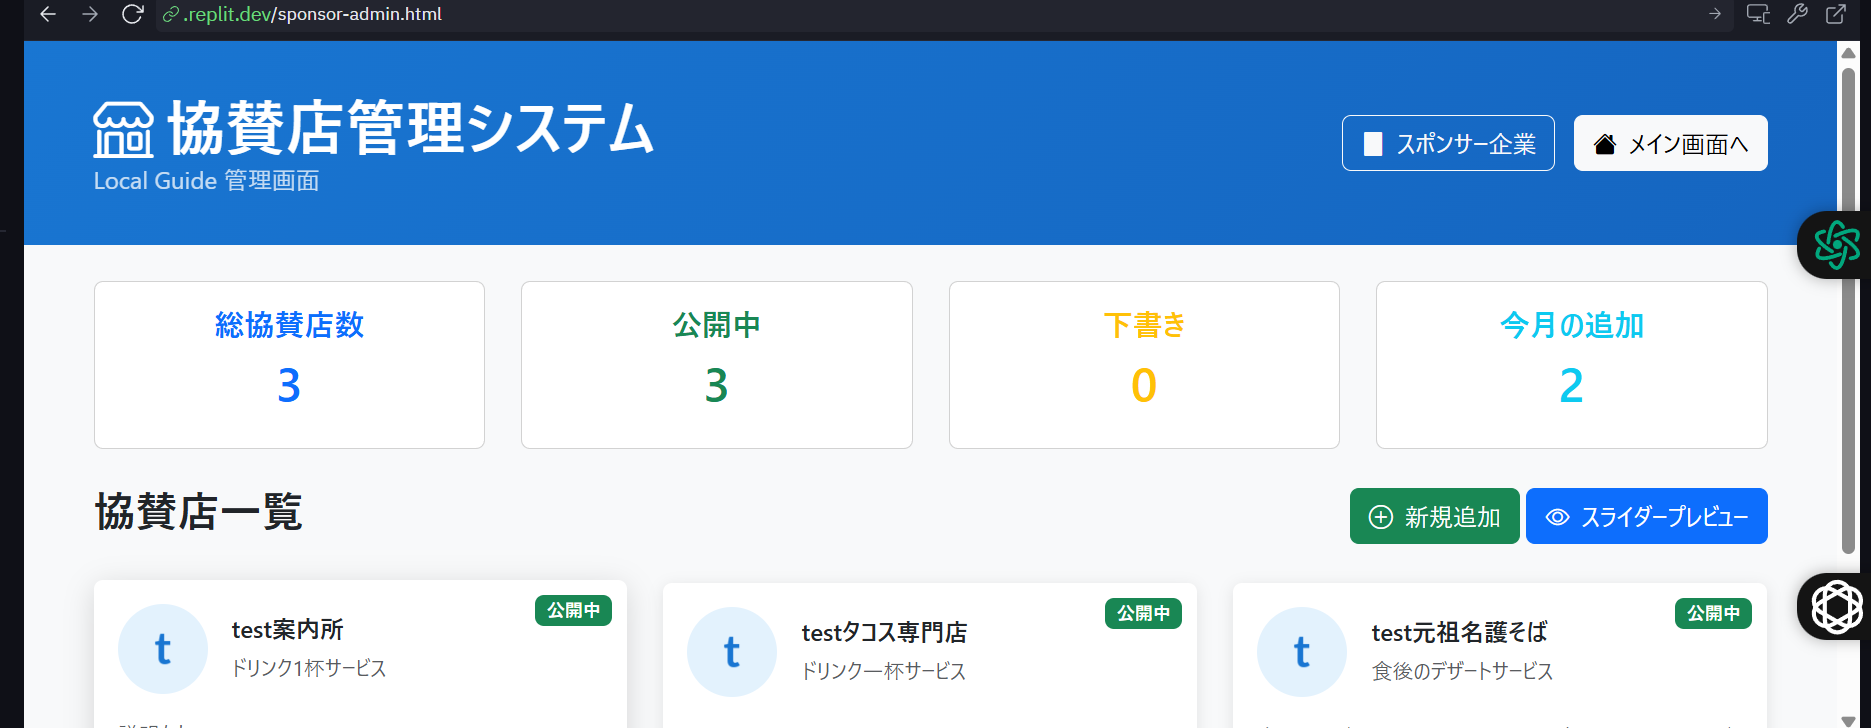 .replit.dev/sponsor-admin.html
協賛店管理システム
Local Guide 管理画面
スポンサー企業
メイン画面へ
総協賛店数
3
公開中
3
下書き
0
今月の追加
2
協賛店一覧
新規追加
スライダープレビュー
t
test案内所
ドリンク1杯サービス
公開中
t
testタコス専門店
ドリンク一杯サービス
公開中
t
test元祖名護そば
食後のデザートサービス
公開中